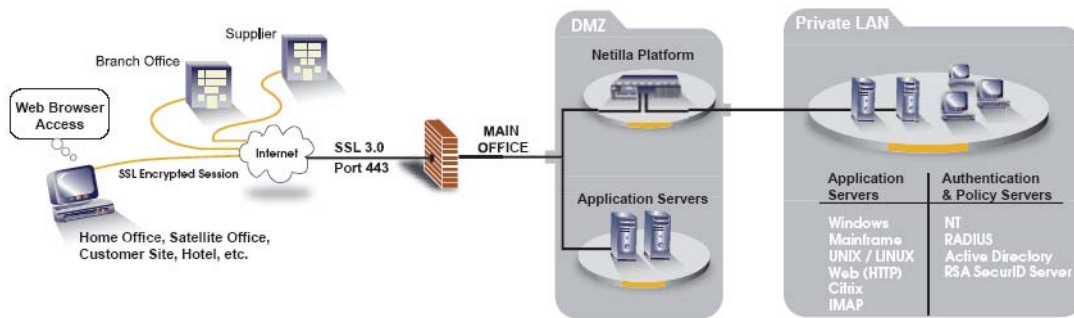 Supplier
Branch Office
Web Browser
Access
Internet
SSL Encrypted Session
Home Office, Satellite Office,
Customer Site, Hotel, etc.
SSL 3.0
Port 443
MAIN
OFFICE
DMZ
Netilla Platform
Application Servers
Private LAN
Application
Servers
Windows
Mainframe
UNIX / LINUX
Web (HTTP)
Citrix
IMAP
Authentication
& Policy Servers
NT
RADIUS
Active Directory
RSA SecurID Server